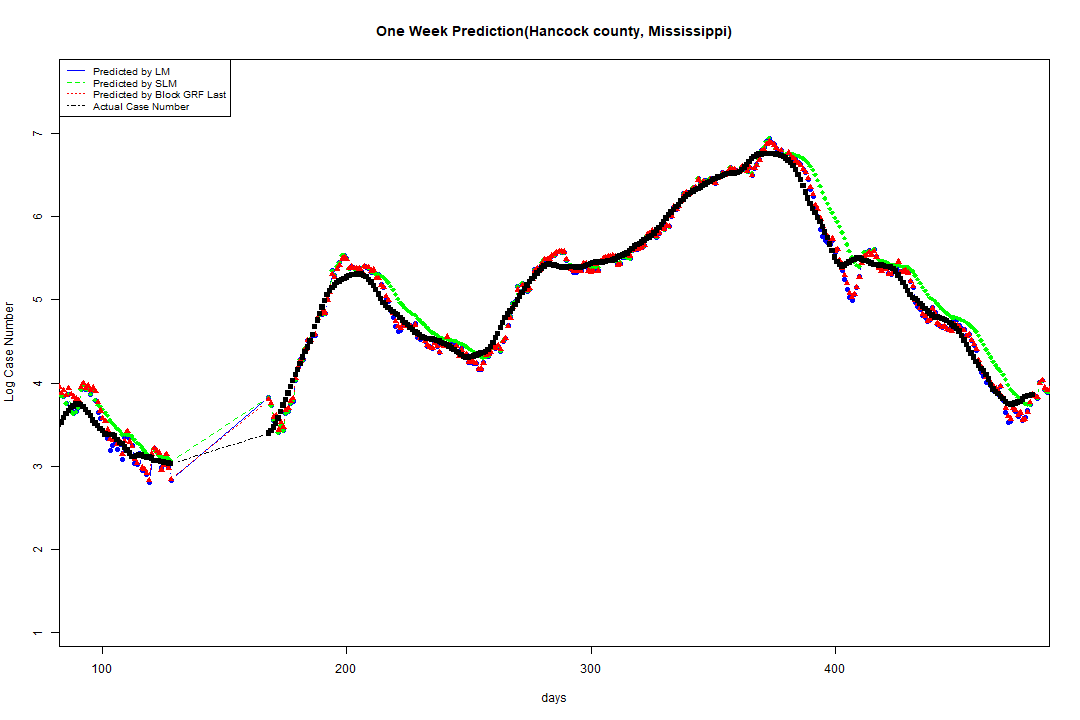 One Week Prediction(Hancock county, Mississippi)
Predicted by LM
Predicted by SLM
Predicted by Block GRF Last
Actual Case Number
7
6
5
4
3
2
1
Log Case Number
100 200 300 400
days